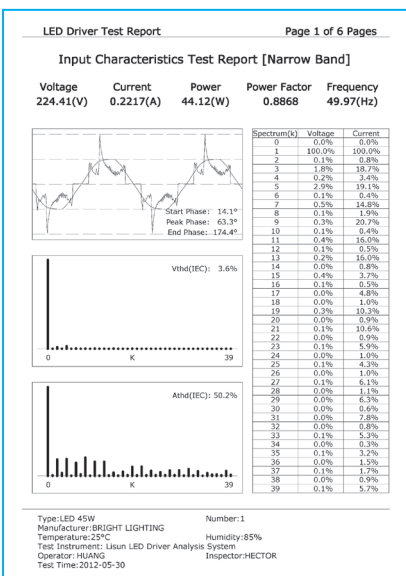 LED Driver Test Report Page 1 of 6 Pages
Input Characteristics Test Report [Narrow Band]
Voltage Current Power Power Factor Frequency
224.41(V) 0.2217(A) 44.12(W) 0.8868 49.97(Hz)
Start Phase: 14.1°
Peak Phase: 63.3°
End Phase: 174.4°
Vthd(IEC): 3.6%
0 K 39
Athd(IEC): 50.2%
0 K 39
Spectrum(k) Voltage Current
0 0.0% 0.0%
1 100.0% 100.0%
2 0.1% 0.8%
3 1.8% 18.7%
4 0.2% 3.4%
5 2.9% 19.1%
6 0.1% 0.4%
7 0.5% 14.8%
8 0.1% 1.9%
9 0.3% 20.7%
10 0.1% 0.4%
11 0.4% 16.0%
12 0.1% 0.5%
13 0.2% 16.0%
14 0.0% 0.8%
15 0.4% 3.7%
16 0.1% 0.5%
17 0.0% 4.8%
18 0.0% 1.0%
19 0.3% 10.3%
20 0.0% 0.9%
21 0.1% 10.6%
22 0.0% 0.9%
23 0.1% 5.9%
24 0.0% 1.0%
25 0.1% 4.3%
26 0.0% 1.0%
27 0.1% 6.1%
28 0.0% 1.1%
29 0.0% 6.3%
30 0.0% 0.6%
31 0.0% 7.8%
32 0.0% 0.8%
33 0.1% 5.3%
34 0.0% 0.3%
35 0.1% 3.2%
36 0.0% 1.5%
37 0.1% 1.7%
38 0.0% 0.9%
39 0.1% 5.7%
Type:LED 45W Number:1
Manufacturer:BRIGHT LIGHTING
Temperature:25°C Humidity:85%
Test Instrument: Lisun LED Driver Analysis System
Operator: HUANG Inspector:HECTOR
Test Time:2012-05-30